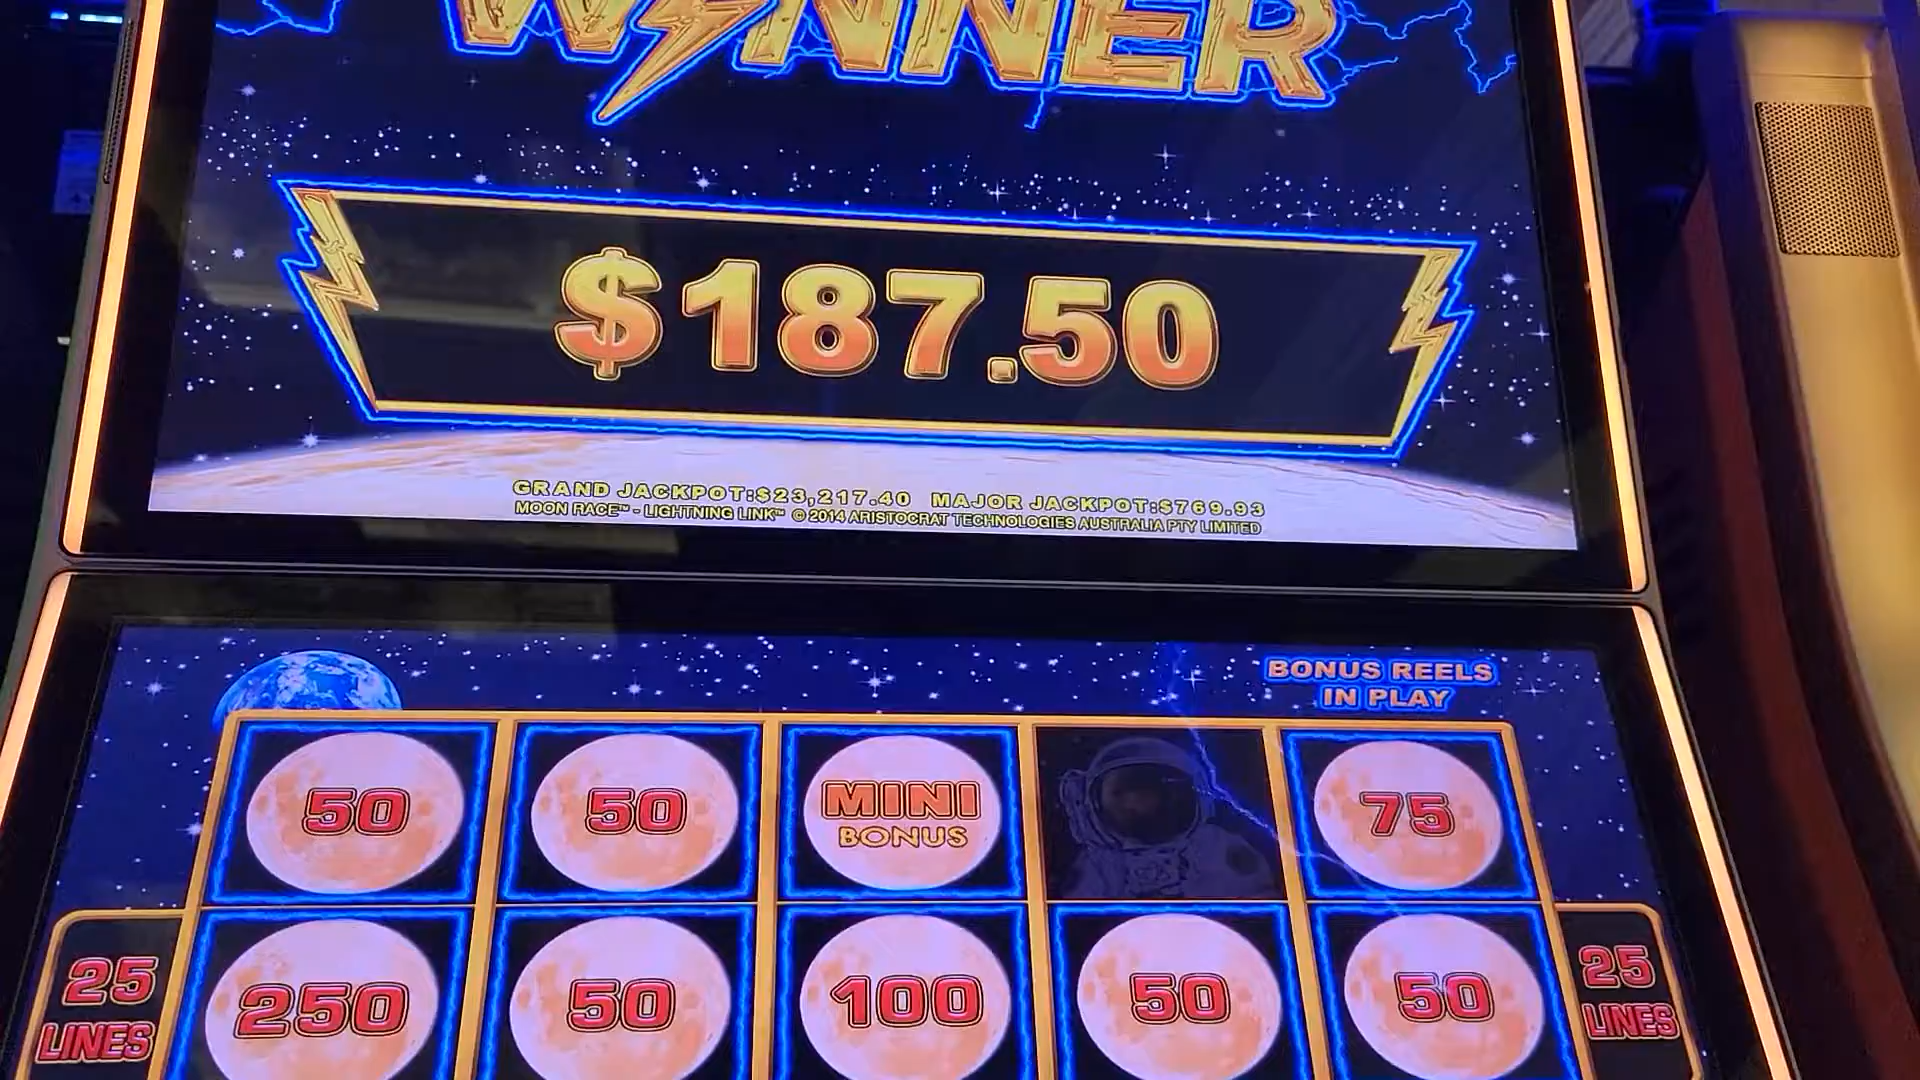 WINNER
$187.50
GRAND JACKPOT:$23,217.40 MAJOR JACKPOT:$769.93
MOON RACE™ - LIGHTNING LINK™ © 2014 ARISTOCRAT TECHNOLOGIES AUSTRALIA PTY LIMITED
BONUS REELS
IN PLAY
50 50 MINI BONUS 75
25 LINES 250 50 100 50 50 25 LINES